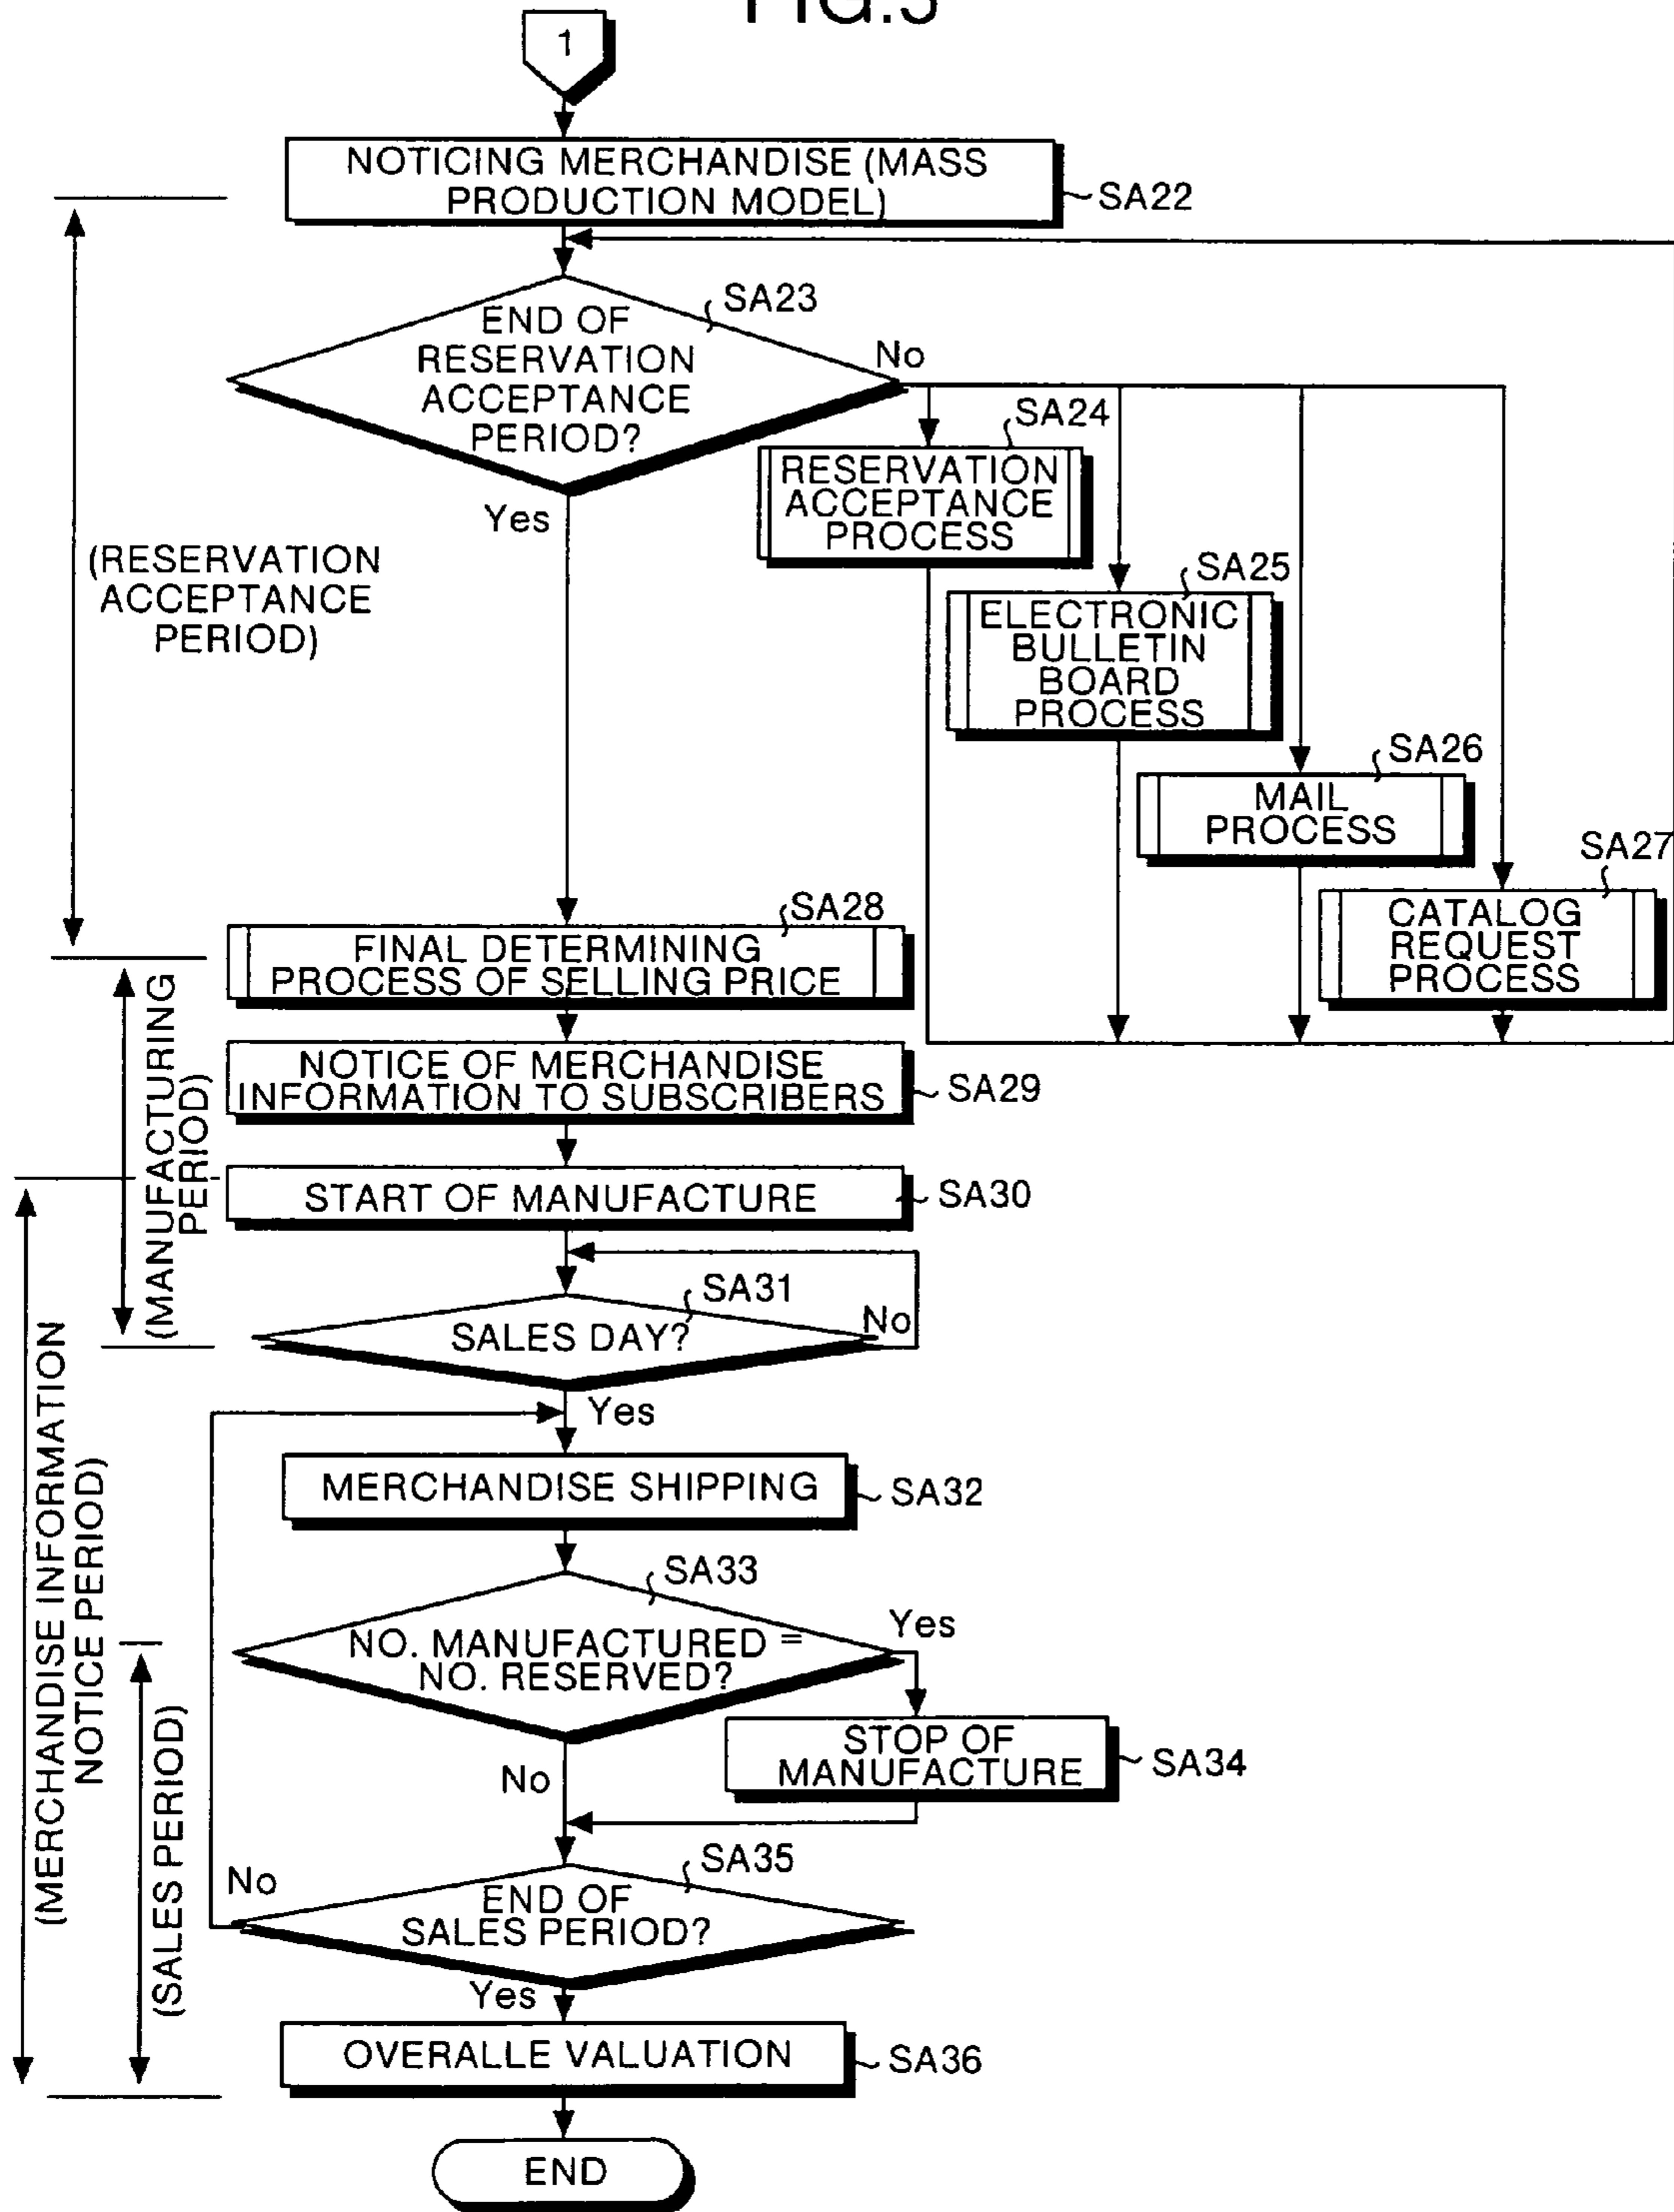 FIG.5
1
NOTICING MERCHANDISE (MASS
PRODUCTION MODEL)
SA22
SA23
END OF
RESERVATION
ACCEPTANCE
PERIOD?
No
Yes
(RESERVATION
ACCEPTANCE
PERIOD)
SA24
RESERVATION
ACCEPTANCE
PROCESS
SA25
ELECTRONIC
BULLETIN
BOARD
PROCESS
SA26
MAIL
PROCESS
SA27
CATALOG
REQUEST
PROCESS
SA28
FINAL DETERMINING
PROCESS OF SELLING PRICE
(MANUFACTURING
PERIOD)
NOTICE OF MERCHANDISE
INFORMATION TO SUBSCRIBERS
SA29
START OF MANUFACTURE
SA30
SA31
SALES DAY?
No
Yes
(MERCHANDISE INFORMATION
NOTICE PERIOD)
MERCHANDISE SHIPPING
SA32
SA33
NO. MANUFACTURED =
NO. RESERVED?
Yes
No
STOP OF
MANUFACTURE
SA34
(SALES PERIOD)
SA35
END OF
SALES PERIOD?
No
Yes
OVERALLE VALUATION
SA36
END